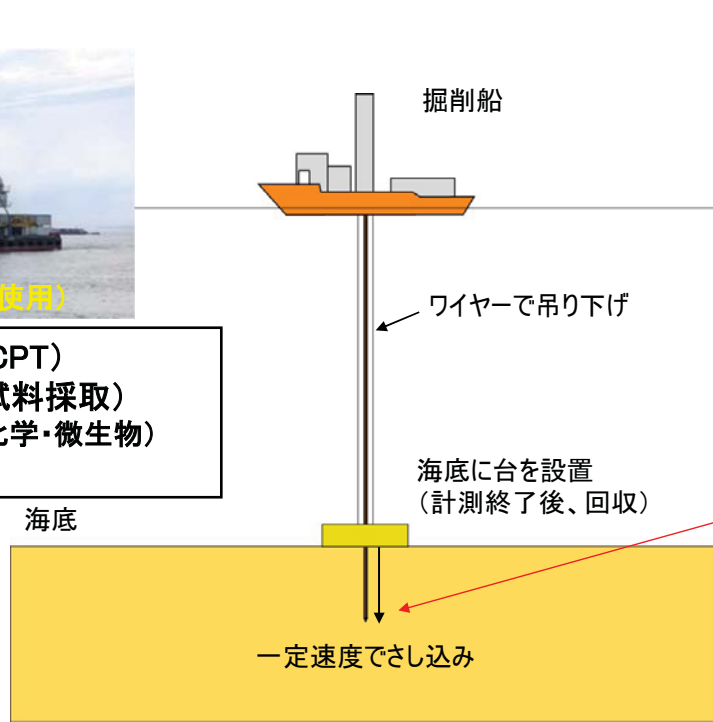 掘削船
使用）
ワイヤーで吊り下げ
CPT）
試料採取）
化学・微生物）
海底に台を設置
（計測終了後、回収）
海底
一定速度でさし込み